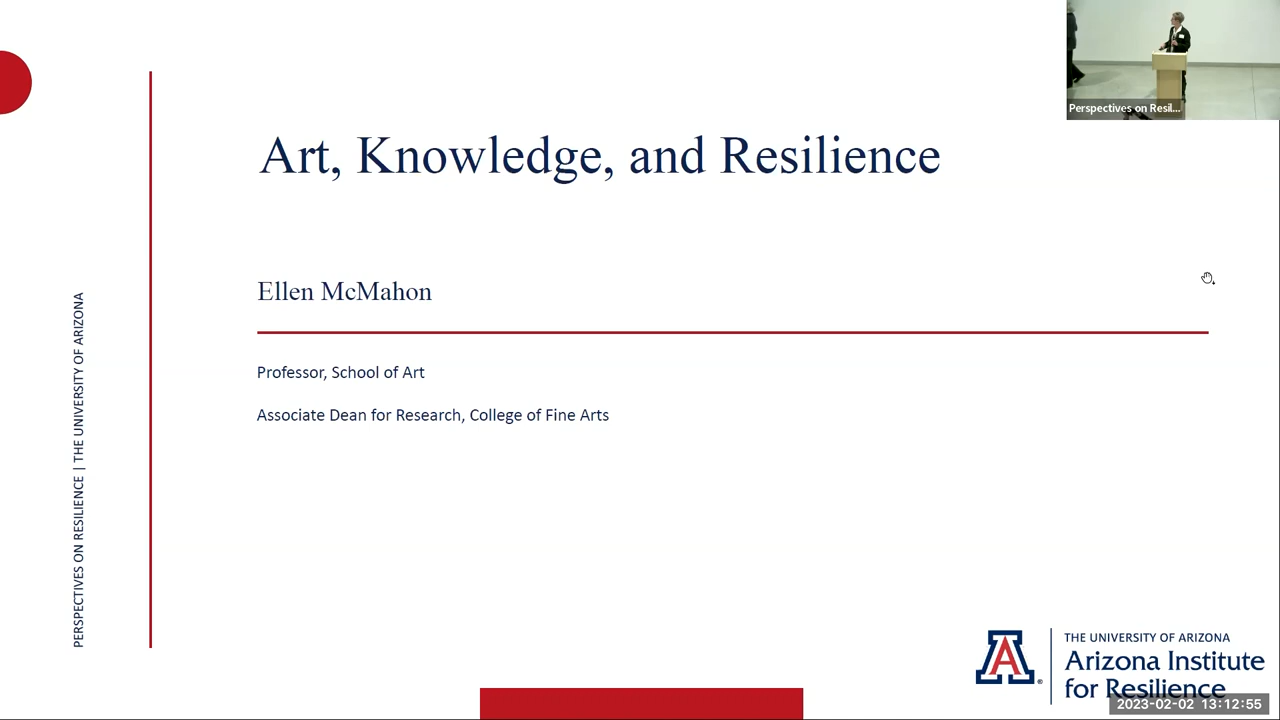 Art, Knowledge, and Resilience
Ellen McMahon
Professor, School of Art
Associate Dean for Research, College of Fine Arts
PERSPECTIVES ON RESILIENCE | THE UNIVERSITY OF ARIZONA
Perspectives on Resil...
A
THE UNIVERSITY OF ARIZONA
Arizona Institute
for Resilience
2023-02-02 13:12:55